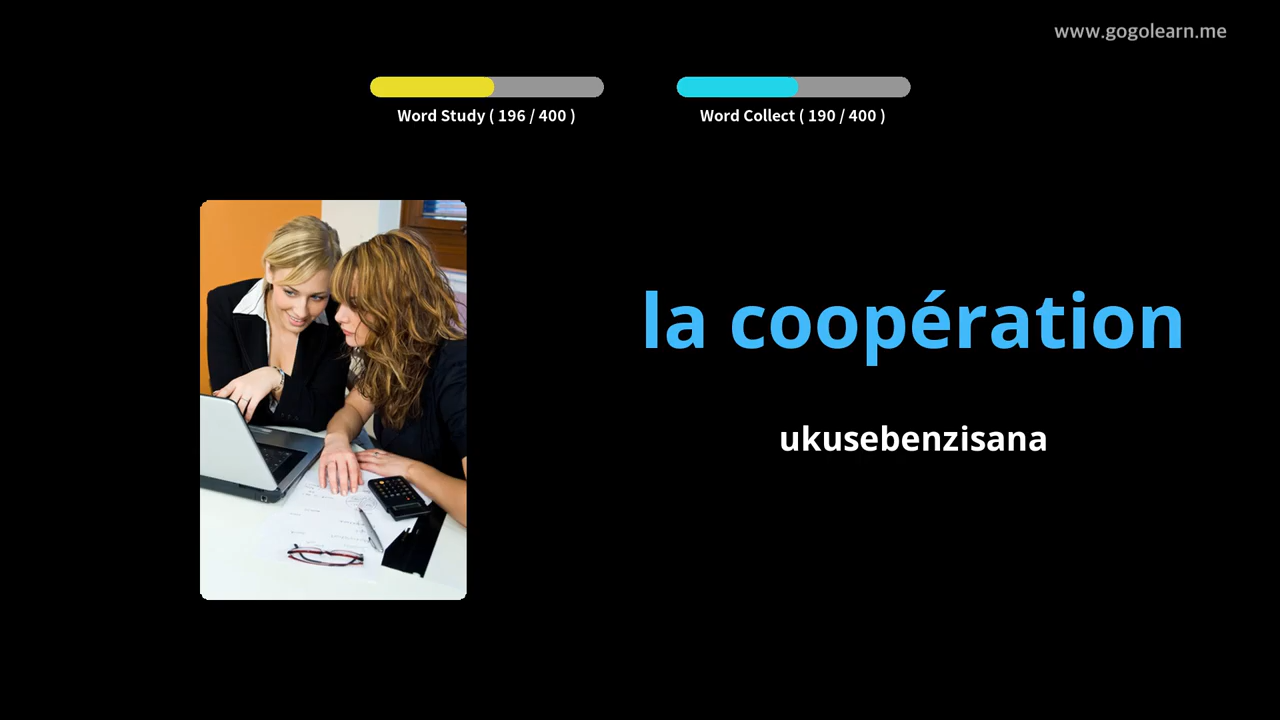 www.gogolearn.me
Word Study ( 196 / 400 )
Word Collect ( 190 / 400 )
la coopération
ukusebenzisana